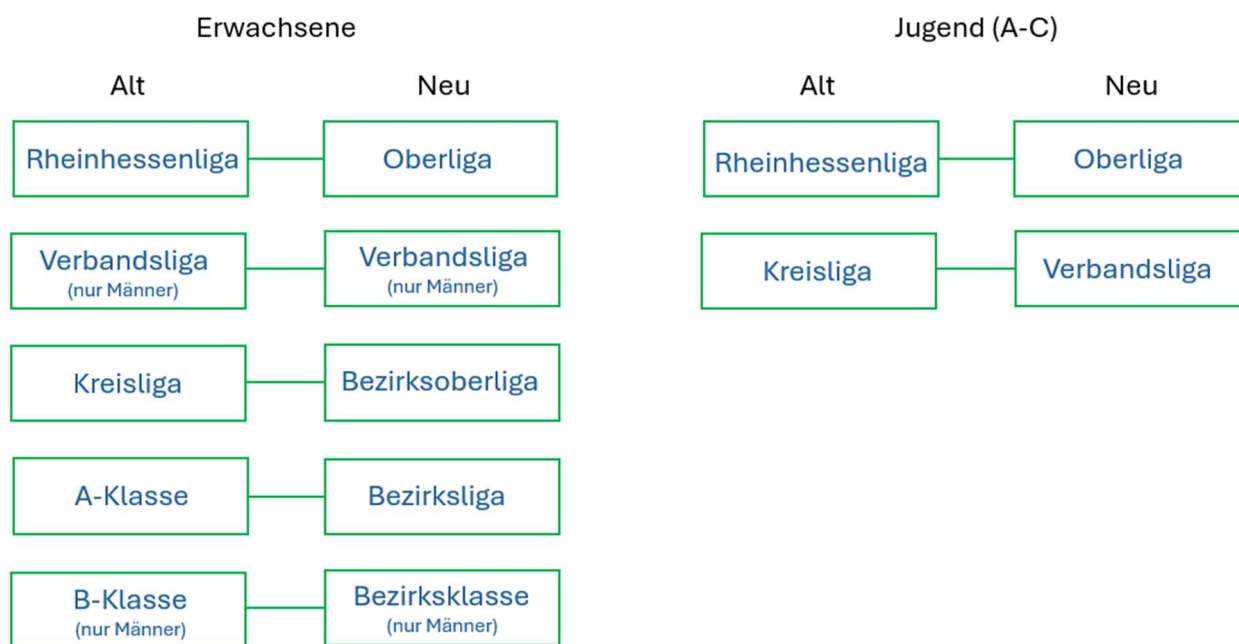 Erwachsene
Alt
Neu
Rheinhessenliga
Oberliga
Verbandsliga
(nur Männer)
Verbandsliga
(nur Männer)
Kreisliga
Bezirksoberliga
A-Klasse
Bezirksliga
B-Klasse
(nur Männer)
Bezirksklasse
(nur Männer)
Jugend (A-C)
Alt
Neu
Rheinhessenliga
Oberliga
Kreisliga
Verbandsliga